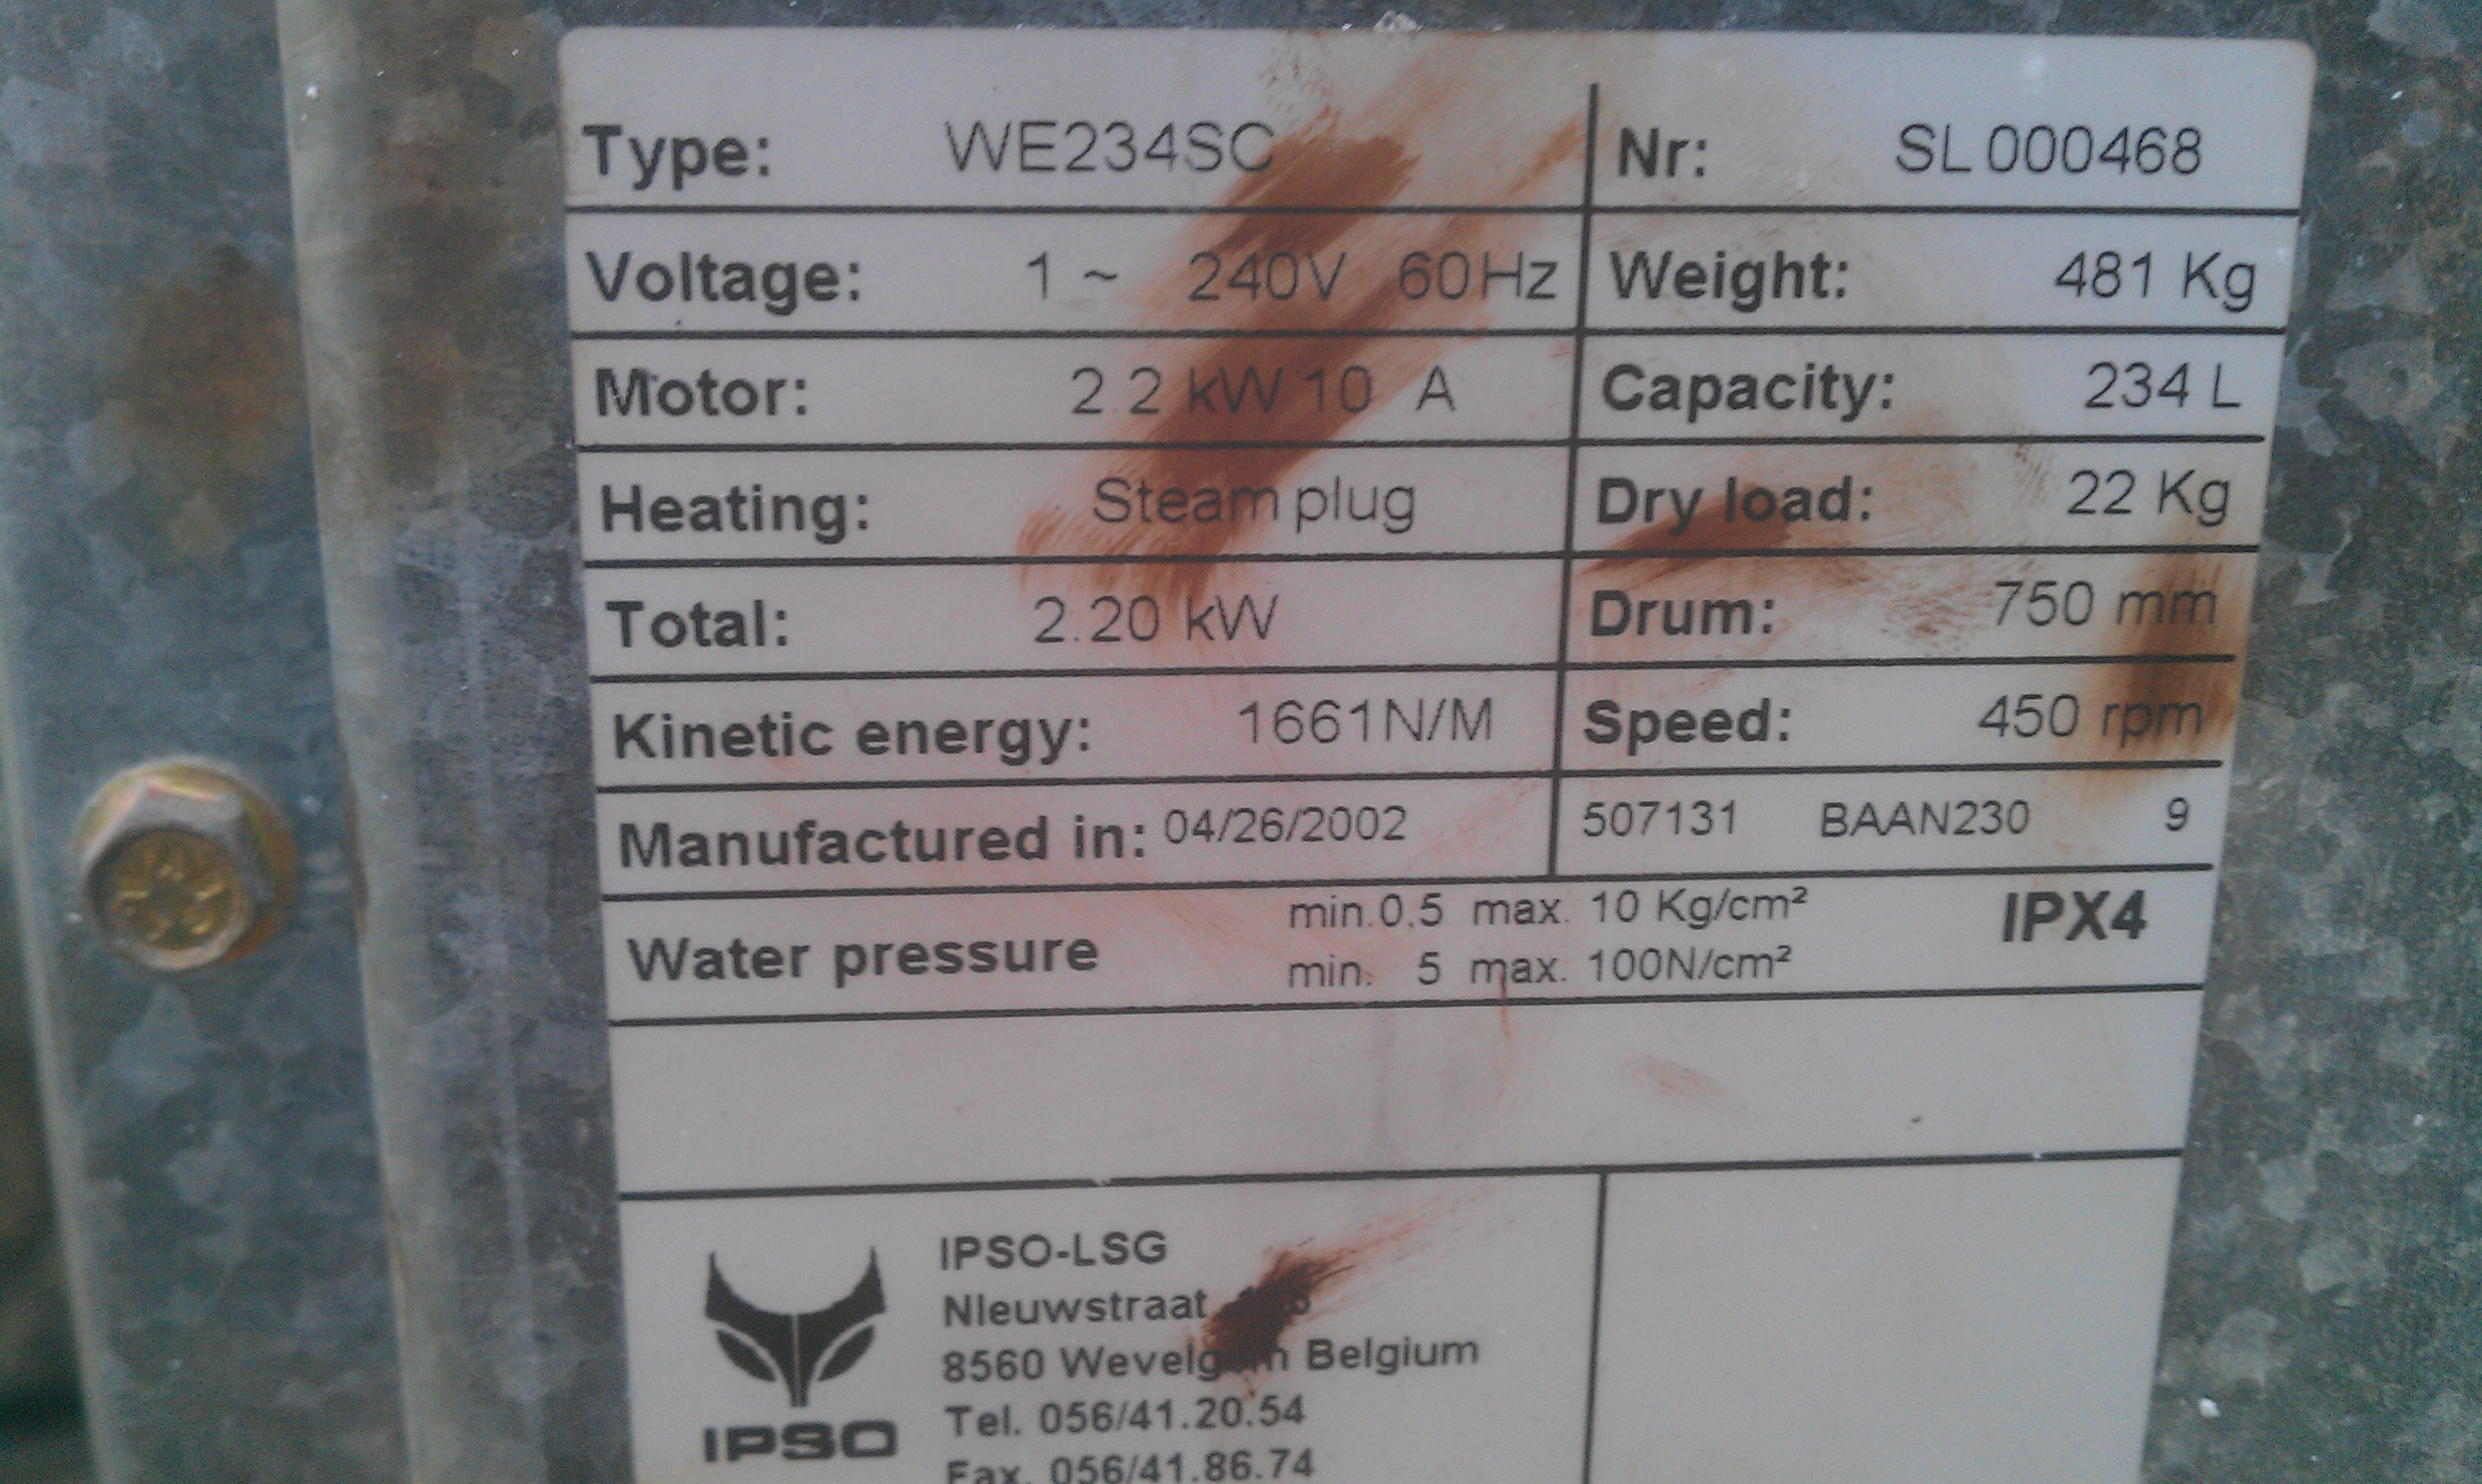 Type: WE234SC Nr: SL000468
Voltage: 1 ~ 240V 60Hz Weight: 481 Kg
Motor: 2.2 kW 10 A Capacity: 234 L
Heating: Steam plug Dry load: 22 Kg
Total: 2.20 kW Drum: 750 mm
Kinetic energy: 1661N/M Speed: 450 rpm
Manufactured in: 04/26/2002 507131 BAAN230 9
Water pressure min.0.5 max. 10 Kg/cm² IPX4
min. 5 max. 100N/cm²
IPSO-LSG
Nleuwstraat
8560 Wevelgem Belgium
Tel. 056/41.20.54
Fax. 056/41.86.74
IPSO